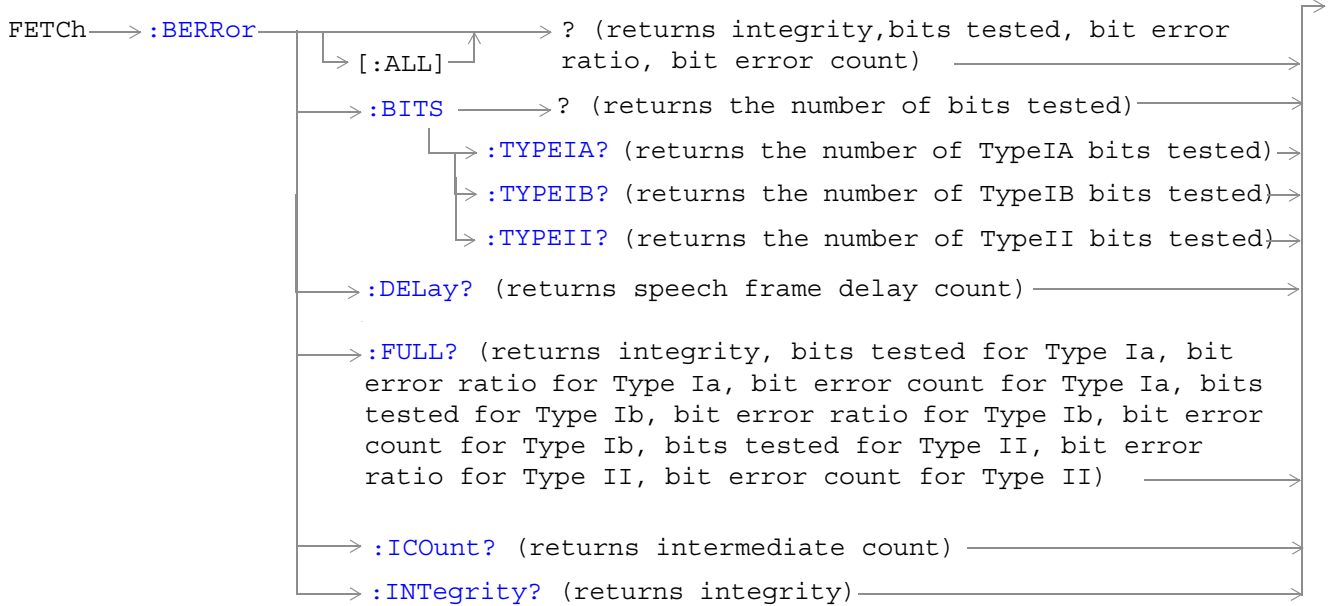 FETCh :BERRor ? (returns integrity,bits tested, bit error
[:ALL] ratio, bit error count)
:BITS ? (returns the number of bits tested)
:TYPEIA? (returns the number of TypeIA bits tested)
:TYPEIB? (returns the number of TypeIB bits tested)
:TYPEII? (returns the number of TypeII bits tested)
:DELay? (returns speech frame delay count)
:FULL? (returns integrity, bits tested for Type Ia, bit
error ratio for Type Ia, bit error count for Type Ia, bits
tested for Type Ib, bit error ratio for Type Ib, bit error
count for Type Ib, bits tested for Type II, bit error
ratio for Type II, bit error count for Type II)
:ICOunt? (returns intermediate count)
:INTegrity? (returns integrity)